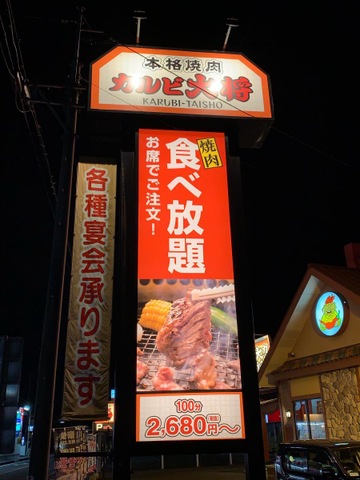 本格焼肉
カルビ大将
KARUBI-TAISHO
焼肉
食べ放題
お席でご注文!
各種宴会承ります
100分
2,680円~